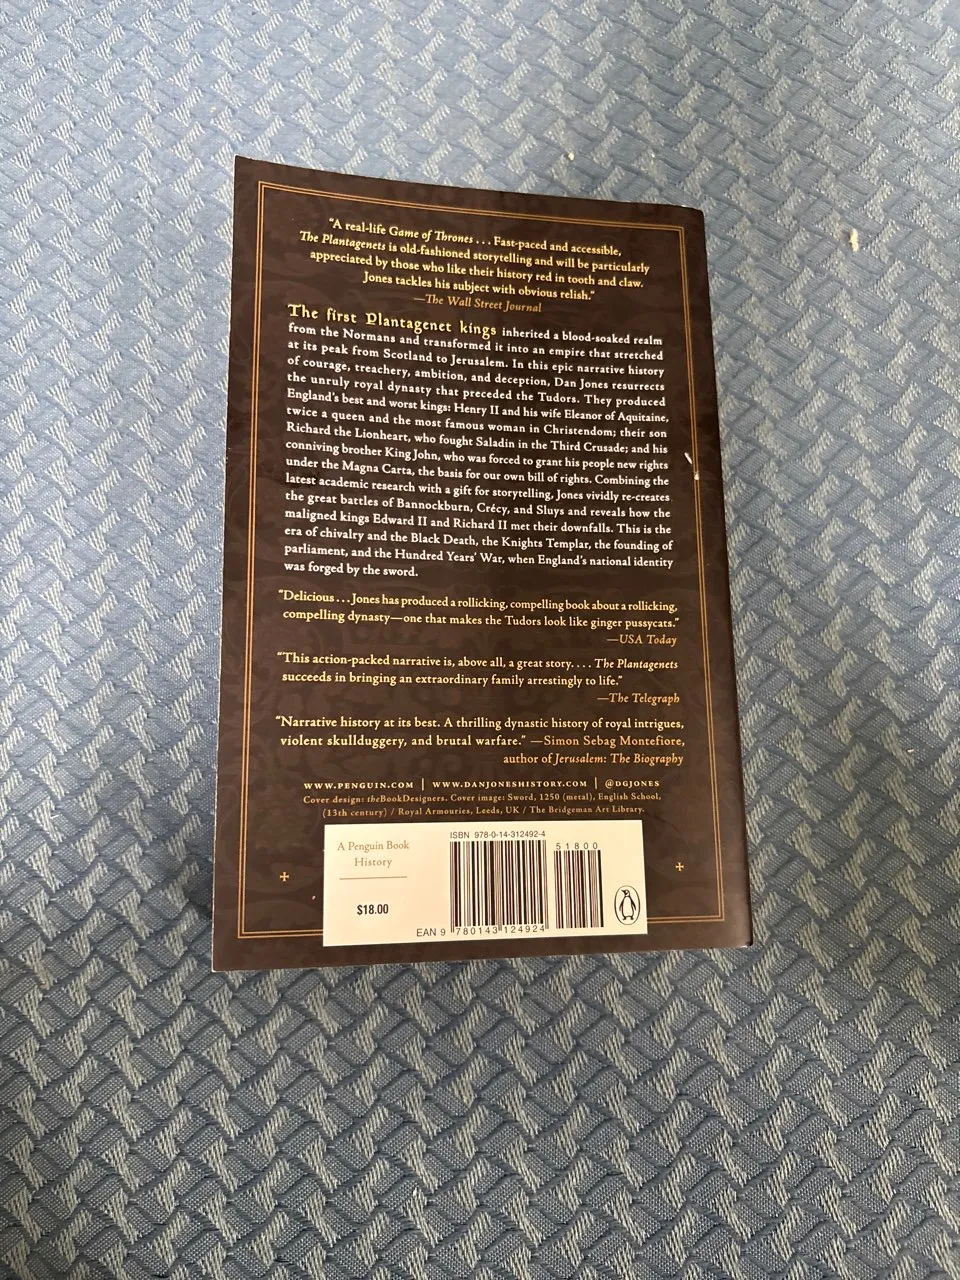 “A real-life Game of Thrones . . . Fast-paced and accessible,
The Plantagenets is old-fashioned storytelling and will be particularly
appreciated by those who like their history red in tooth and claw.
Jones tackles his subject with obvious relish.”
—The Wall Street Journal
The first Plantagenet kings inherited a blood-soaked realm
from the Normans and transformed it into an empire that stretched
at its peak from Scotland to Jerusalem. In this epic narrative history
of courage, treachery, ambition, and deception, Dan Jones resurrects
the unruly royal dynasty that preceded the Tudors. They produced
England’s best and worst kings: Henry II and his wife Eleanor of Aquitaine,
twice a queen and the most famous woman in Christendom; their son
Richard the Lionheart, who fought Saladin in the Third Crusade; and his
conniving brother King John, who was forced to grant his people new rights
under the Magna Carta, the basis for our own bill of rights. Combining the
latest academic research with a gift for storytelling, Jones vividly re-creates
the great battles of Bannockburn, Crécy, and Sluys and reveals how the
maligned kings Edward II and Richard II met their downfalls. This is the
era of chivalry and the Black Death, the Knights Templar, the founding of
parliament, and the Hundred Years’ War, when England’s national identity
was forged by the sword.
“Delicious . . . Jones has produced a rollicking, compelling book about a rollicking,
compelling dynasty—one that makes the Tudors look like ginger pussycats.”
—USA Today
“This action-packed narrative is, above all, a great story. . . . The Plantagenets
succeeds in bringing an extraordinary family arrestingly to life.”
—The Telegraph
“Narrative history at its best. A thrilling dynastic history of royal intrigues,
violent skullduggery, and brutal warfare.” —Simon Sebag Montefiore,
author of Jerusalem: The Biography
WWW.PENGUIN.COM | WWW.DANJONESHISTORY.COM | @DGJONES
Cover design: theBookDesigners. Cover image: Sword, 1250 (metal), English School,
(13th century) / Royal Armouries, Leeds, UK / The Bridgeman Art Library.
A Penguin Book
History
$18.00
ISBN 978-0-14-312492-4
51800
EAN 9 780143 124924